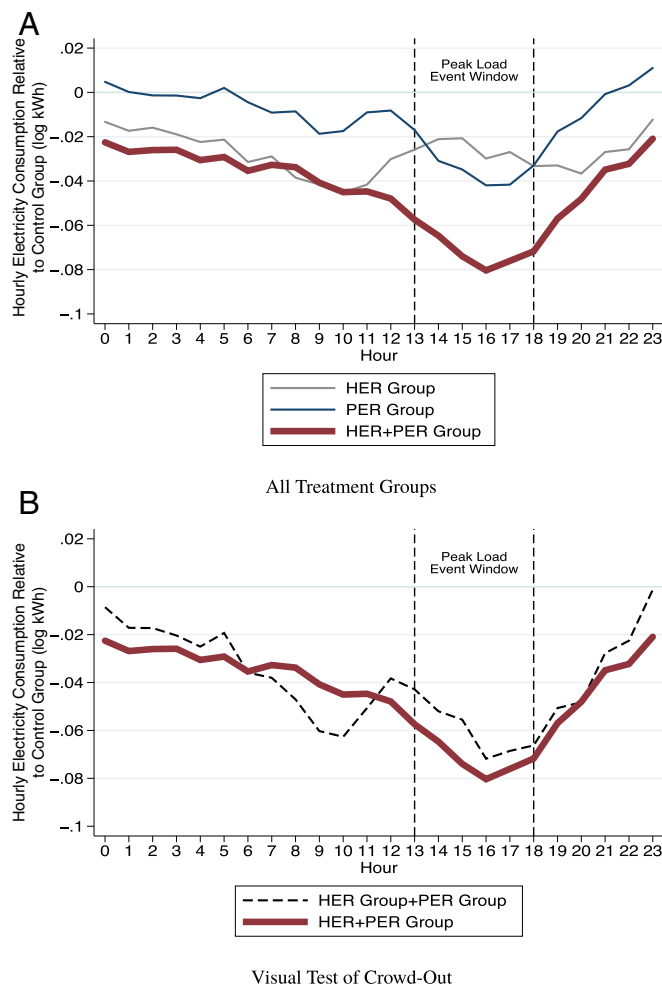 A
Hourly Electricity Consumption Relative
to Control Group (log kWh)
.02
0
−.02
−.04
−.06
−.08
−.1
Peak Load
Event Window
0 1 2 3 4 5 6 7 8 9 10 11 12 13 14 15 16 17 18 19 20 21 22 23
Hour
HER Group
PER Group
HER+PER Group
All Treatment Groups
B
Hourly Electricity Consumption Relative
to Control Group (log kWh)
.02
0
−.02
−.04
−.06
−.08
−.1
Peak Load
Event Window
0 1 2 3 4 5 6 7 8 9 10 11 12 13 14 15 16 17 18 19 20 21 22 23
Hour
HER Group+PER Group
HER+PER Group
Visual Test of Crowd-Out